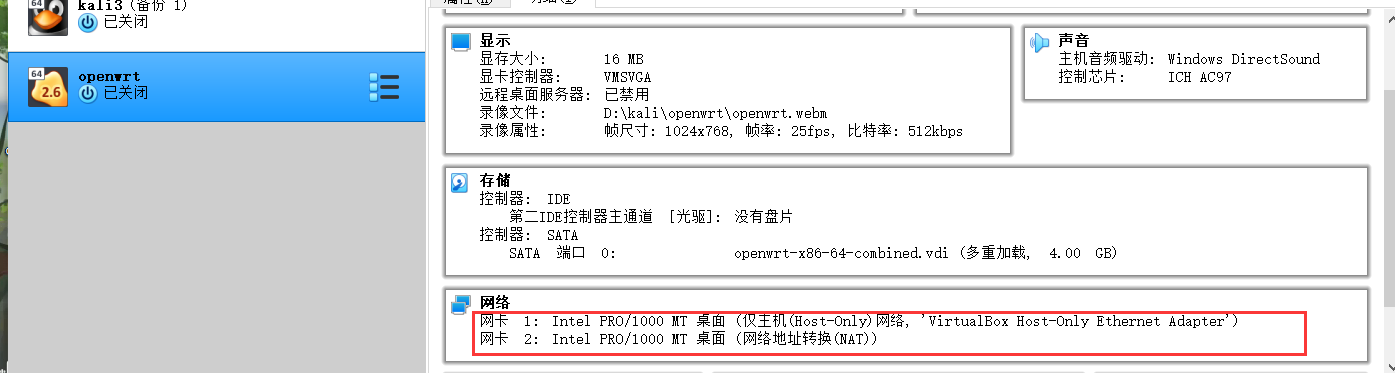 kali3 (备份 1)
已关闭
64
openwrt
已关闭
64
2.6
显示
显存大小: 16 MB
显卡控制器: VMSVGA
远程桌面服务器: 已禁用
录像文件: D:\kali\openwrt\openwrt.webm
录像属性: 帧尺寸: 1024x768, 帧率: 25fps, 比特率: 512kbps
声音
主机音频驱动: Windows DirectSound
控制芯片: ICH AC97
存储
控制器: IDE
第二IDE控制器主通道 [光驱]: 没有盘片
控制器: SATA
SATA 端口 0: openwrt-x86-64-combined.vdi (多重加载, 4.00 GB)
网络
网卡 1: Intel PRO/1000 MT 桌面 (仅主机(Host-Only)网络, 'VirtualBox Host-Only Ethernet Adapter')
网卡 2: Intel PRO/1000 MT 桌面 (网络地址转换(NAT))